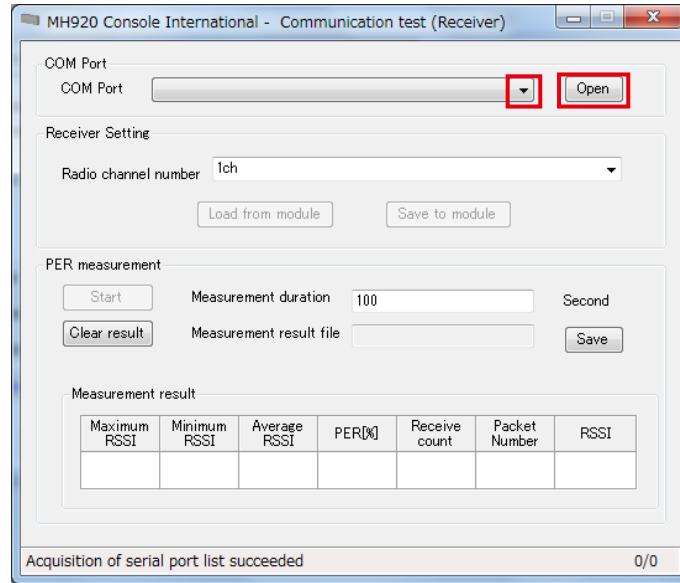 MH920 Console International - Communication test (Receiver)
COM Port
COM Port
Open
Receiver Setting
Radio channel number 1ch
Load from module Save to module
PER measurement
Start Measurement duration 100 Second
Clear result Measurement result file Save
Measurement result
Maximum RSSI Minimum RSSI Average RSSI PER[%] Receive count Packet Number RSSI
Acquisition of serial port list succeeded 0/0